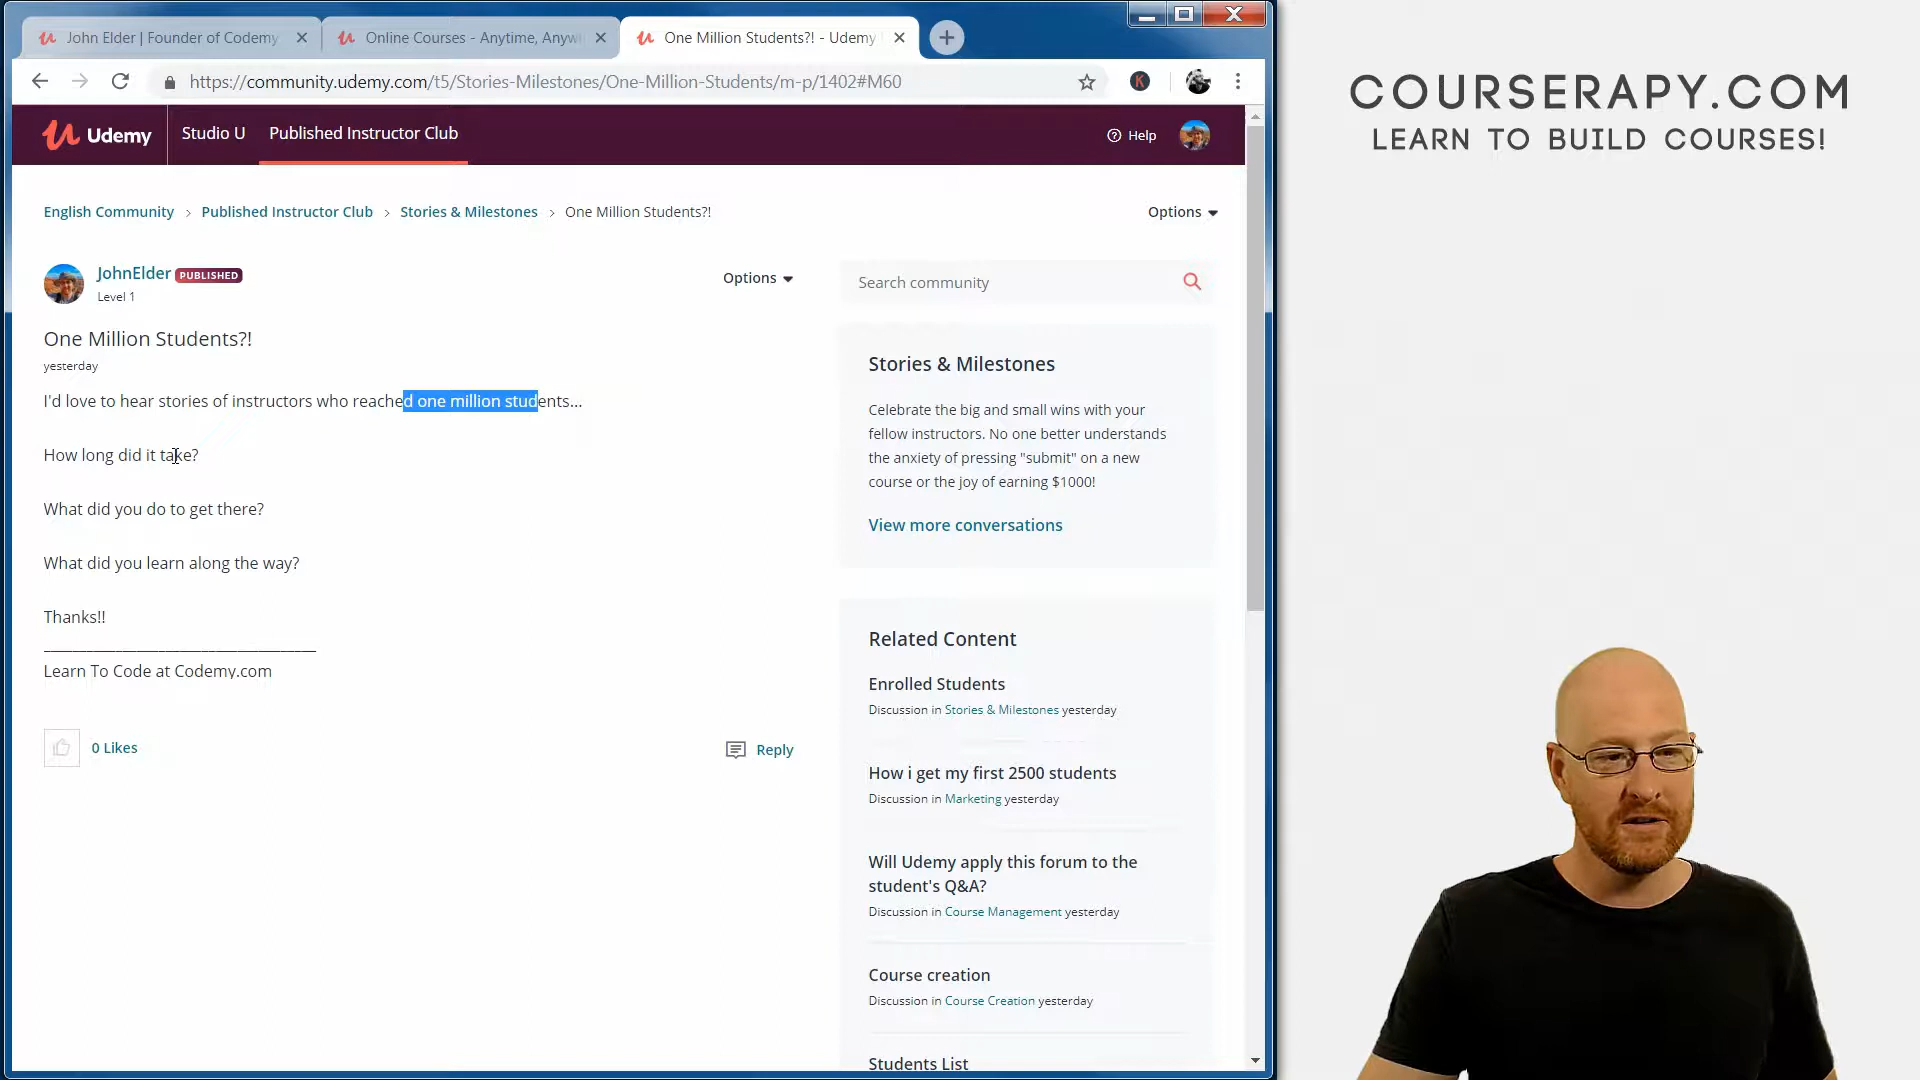 John Elder | Founder of Codemy
Online Courses - Anytime, Anyw
One Million Students?! - Udemy
https://community.udemy.com/t5/Stories-Milestones/One-Million-Students/m-p/1402#M60
K
COURSERAPY.COM
LEARN TO BUILD COURSES!
Udemy
Studio U
Published Instructor Club
Help
English Community > Published Instructor Club > Stories & Milestones > One Million Students?!
Options
JohnElder PUBLISHED
Level 1
Options
Search community
One Million Students?!
yesterday
I'd love to hear stories of instructors who reached one million students...
How long did it take?
What did you do to get there?
What did you learn along the way?
Thanks!!
Learn To Code at Codemy.com
0 Likes
Reply
Stories & Milestones
Celebrate the big and small wins with your
fellow instructors. No one better understands
the anxiety of pressing "submit" on a new
course or the joy of earning $1000!
View more conversations
Related Content
Enrolled Students
Discussion in Stories & Milestones yesterday
How i get my first 2500 students
Discussion in Marketing yesterday
Will Udemy apply this forum to the
student's Q&A?
Discussion in Course Management yesterday
Course creation
Discussion in Course Creation yesterday
Students List